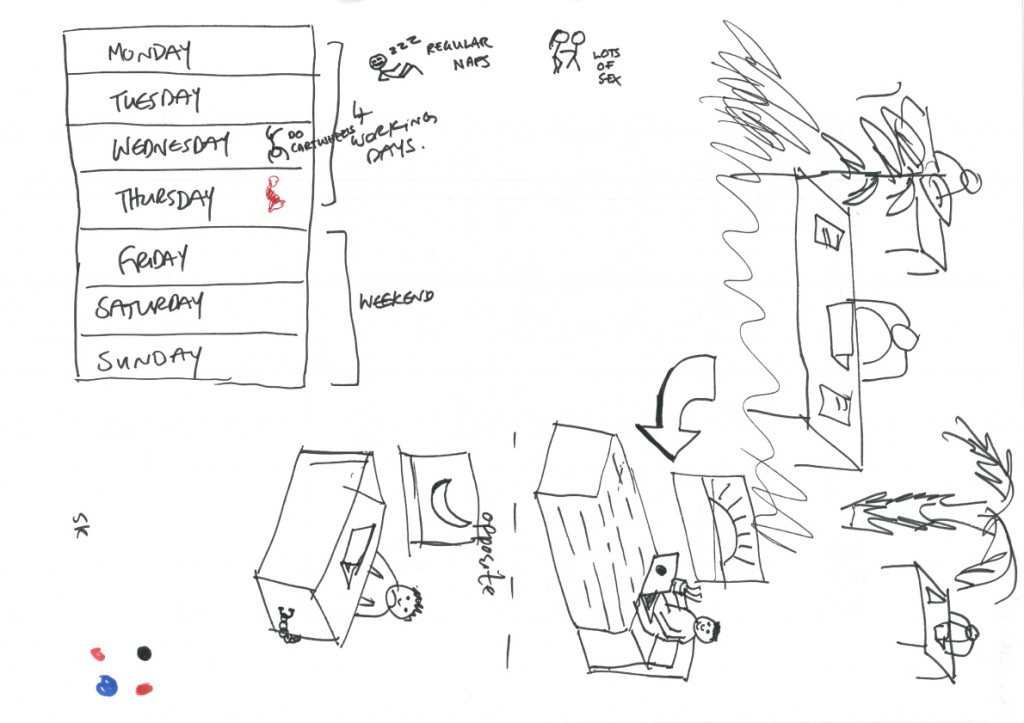 MONDAY
TUESDAY
WEDNESDAY
THURSDAY
FRIDAY
SATURDAY
SUNDAY
ZZZ
REGULAR
NAPS
LOTS
OF
SEX
DO
CARTWHEELS
4
WORKING
DAYS.
WEEKEND
opposite
SK